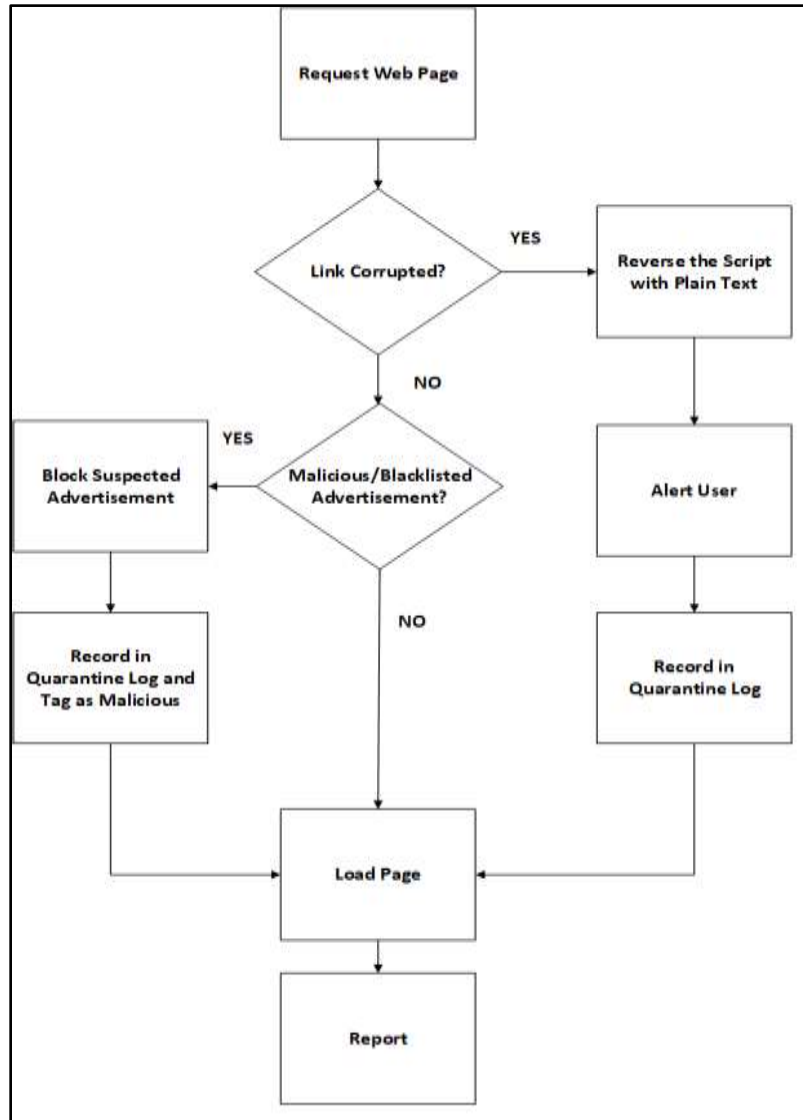 Request Web Page
Link Corrupted?
YES
Reverse the Script
with Plain Text
NO
YES
Block Suspected
Advertisement
Malicious/Blacklisted
Advertisement?
Alert User
NO
Record in
Quarantine Log and
Tag as Malicious
Record in
Quarantine Log
Load Page
Report